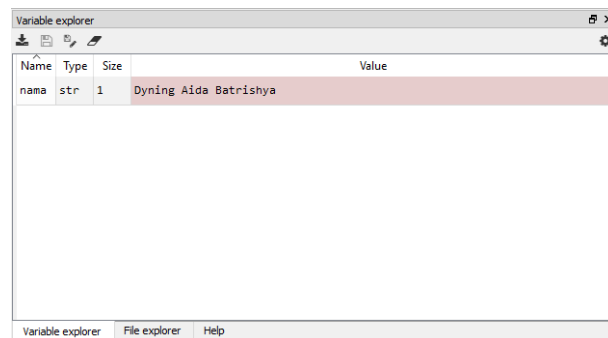 Variable explorer
Name Type Size Value
nama str 1 Dyning Aida Batrishya
Variable explorer File explorer Help